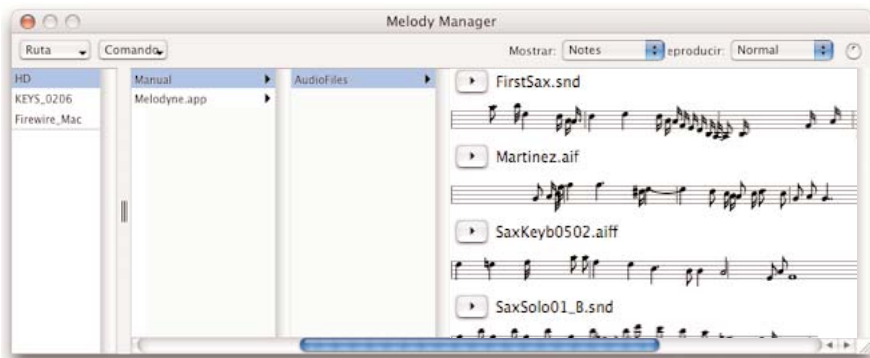 Melody Manager
Ruta Comando Mostrar: Notes eproducir: Normal
HD
KEYS_0206
Firewire_Mac
Manual
Melodyne.app
AudioFiles
FirstSax.snd
Martinez.aif
SaxKeyb0502.aiff
SaxSolo01_B.snd